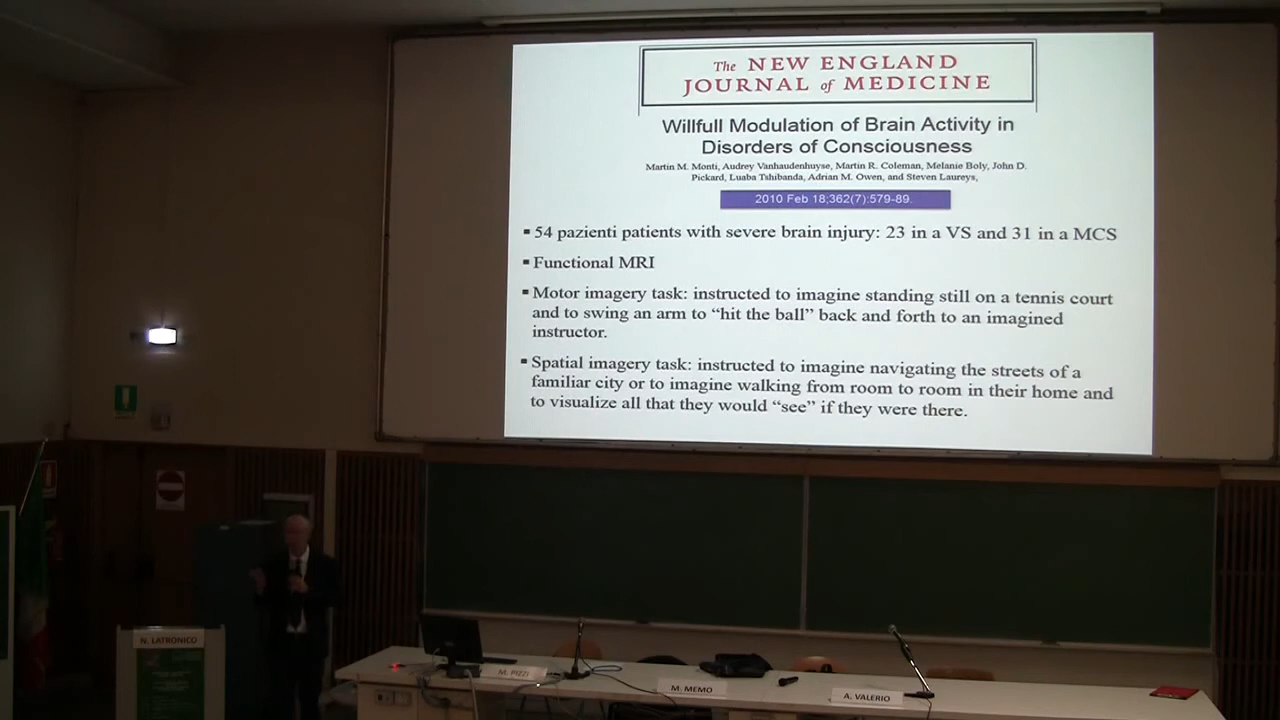 The NEW ENGLAND
JOURNAL of MEDICINE
Willfull Modulation of Brain Activity in
Disorders of Consciousness
Martin M. Monti, Audrey Vanhaudenhuyse, Martin R. Coleman, Melanie Boly, John D.
Pickard, Luaba Tshibanda, Adrian M. Owen, and Steven Laureys,
2010 Feb 18;362(7):579-89.
▪ 54 pazienti patients with severe brain injury: 23 in a VS and 31 in a MCS
▪ Functional MRI
▪ Motor imagery task: instructed to imagine standing still on a tennis court
and to swing an arm to “hit the ball” back and forth to an imagined
instructor.
▪ Spatial imagery task: instructed to imagine navigating the streets of a
familiar city or to imagine walking from room to room in their home and
to visualize all that they would “see” if they were there.
N. LATRONICO
M. PIZZI
M. MEMO
A. VALERIO